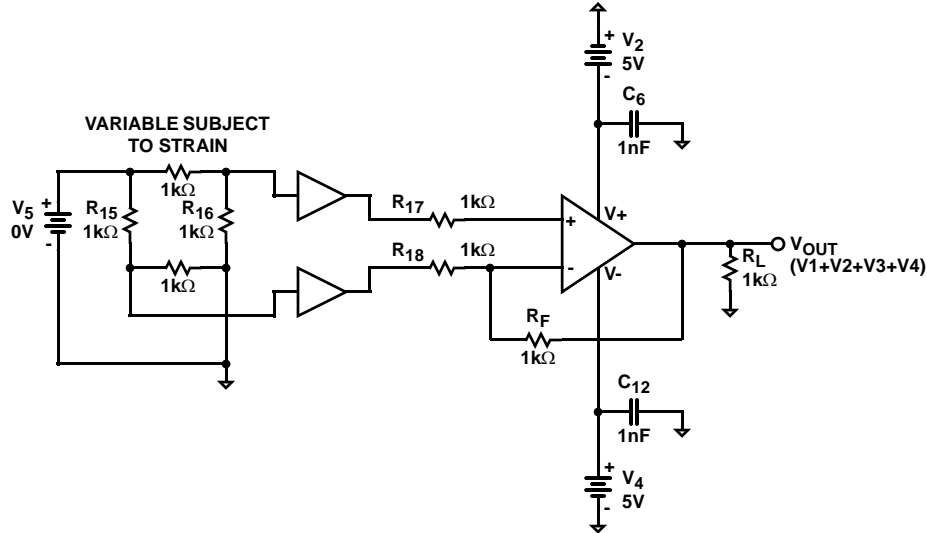 +
V2
5V
-
C6
1nF
VARIABLE SUBJECT
TO STRAIN
1kΩ
V5
0V
+
-
R15
1kΩ
R16
1kΩ
1kΩ
R17
1kΩ
R18
1kΩ
+
-
V+
V-
VOUT
(V1+V2+V3+V4)
RL
1kΩ
RF
1kΩ
C12
1nF
+
V4
5V
-